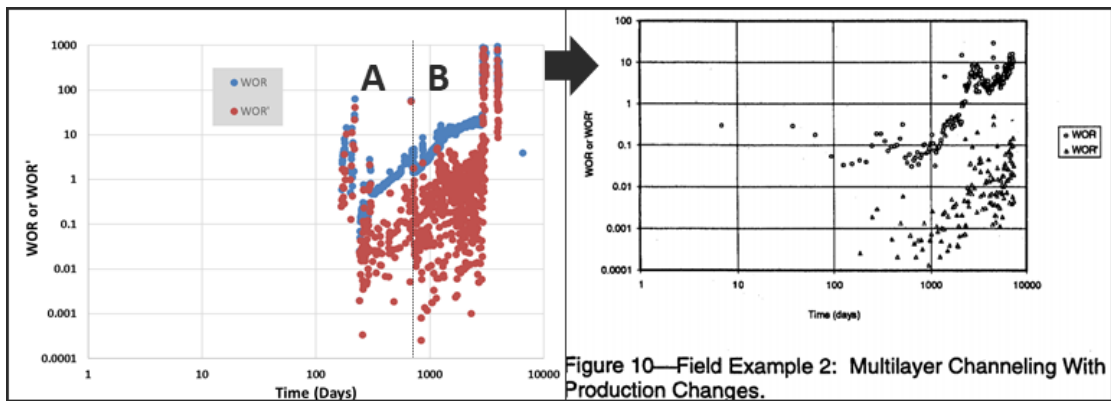 1000
100
10
1
0.1
0.01
0.001
0.0001
WOR or WOR'
WOR
WOR'
A
B
1
10
100
1000
10000
Time (Days)
100
10
1
0.1
0.01
0.001
0.0001
WOR or WOR'
1
10
100
1000
10000
Time (days)
WOR
WOR'
Figure 10—Field Example 2: Multilayer Channeling With
Production Changes.